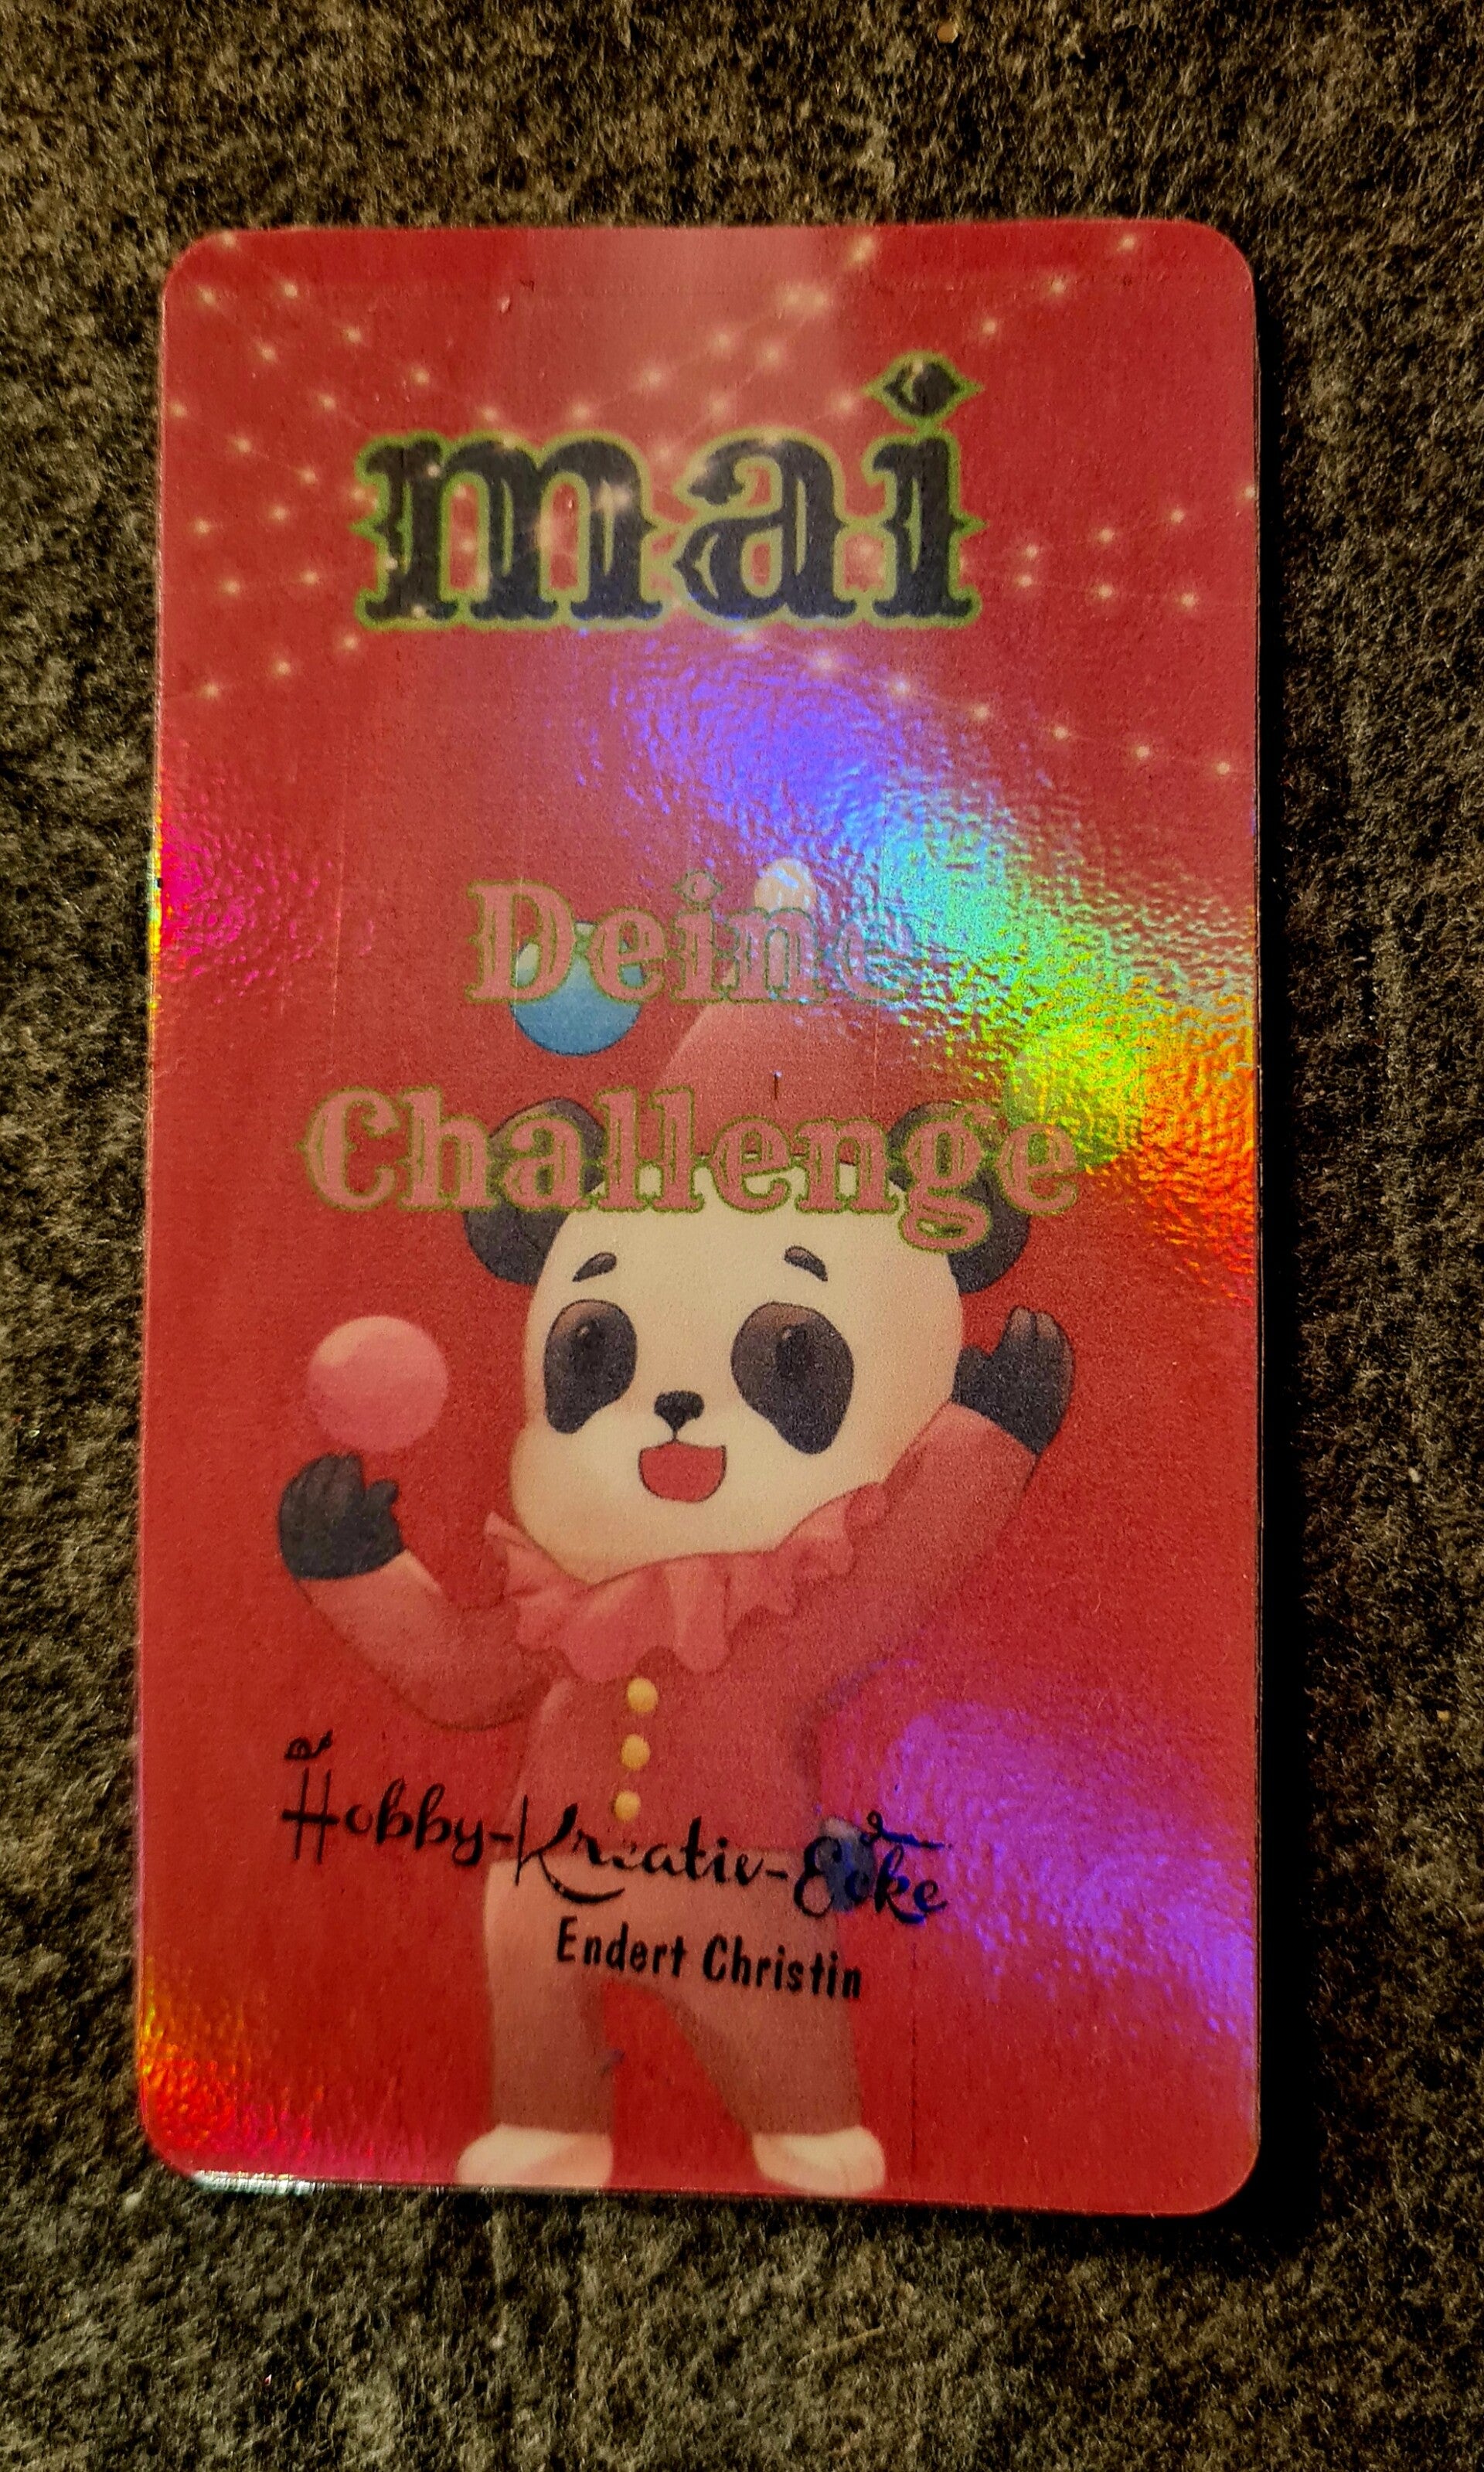 mai
Deine
Challenge
Hobby-Kreativ-Ecke
Endert Christin